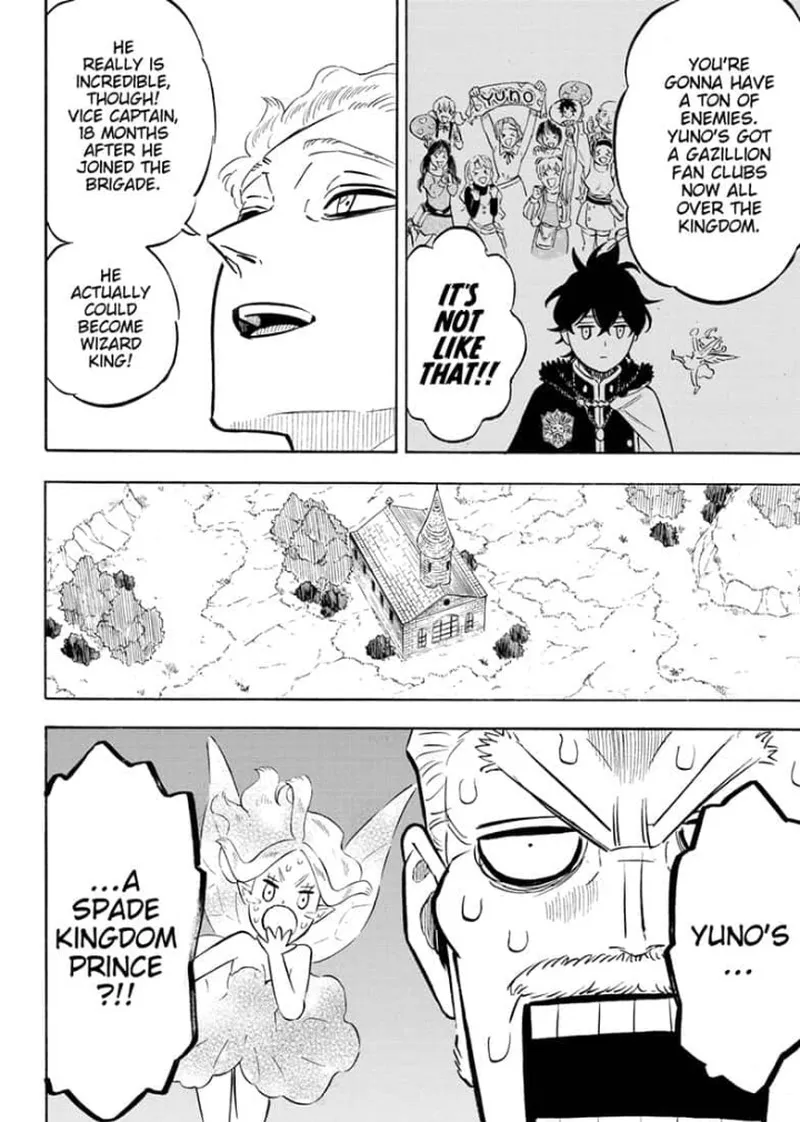 YOU'RE
GONNA HAVE
A TON OF
ENEMIES.
YUNO'S GOT
A GAZILLION
FAN CLUBS
NOW ALL
OVER THE
KINGDOM.
YUNO
IT'S
NOT
LIKE
THAT!!
HE
REALLY IS
INCREDIBLE,
THOUGH!
VICE CAPTAIN,
18 MONTHS
AFTER HE
JOINED THE
BRIGADE.
HE
ACTUALLY
COULD
BECOME
WIZARD
KING!
YUNO'S
...
...A
SPADE
KINGDOM
PRINCE
?!!